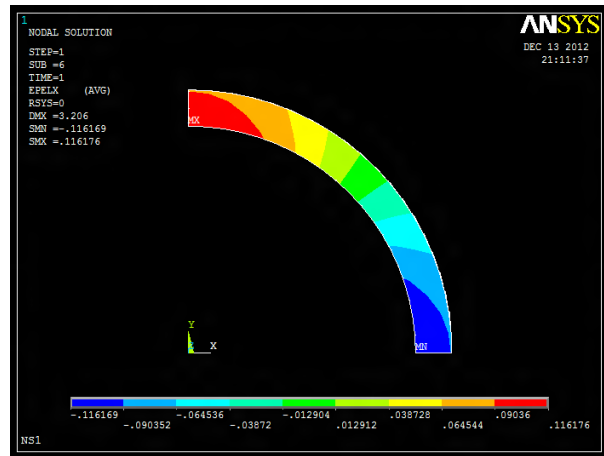 1
NODAL SOLUTION
STEP=1
SUB =6
TIME=1
EPELX    (AVG)
RSYS=0
DMX =3.206
SMN =-.116169
SMX =.116176
ANSYS
DEC 13 2012
21:11:37
MX
Y
X
MN
-.116169 -.064536 -.012904 .038728 .09036
-.090352 -.03872 .012912 .064544 .116176
NS1